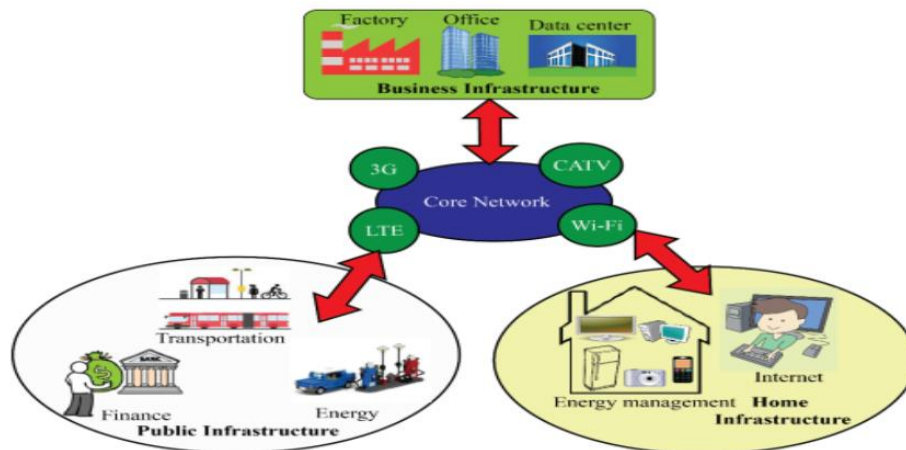 Factory
Office
Data center
Business Infrastructure
3G
CATV
Core Network
LTE
Wi-Fi
Transportation
BANK
Finance
Energy
Public Infrastructure
Internet
Energy management
Home
Infrastructure